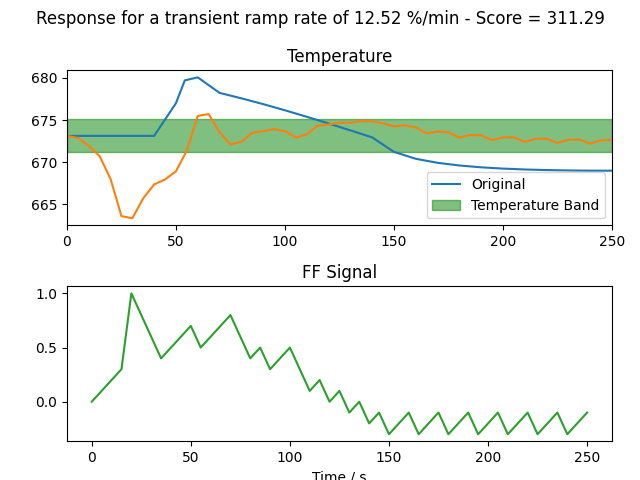 Response for a transient ramp rate of 12.52 %/min - Score = 311.29
Temperature
680
675
670
665
Original
Temperature Band
0 50 100 150 200 250
FF Signal
1.0
0.5
0.0
0 50 100 150 200 250
Time / s